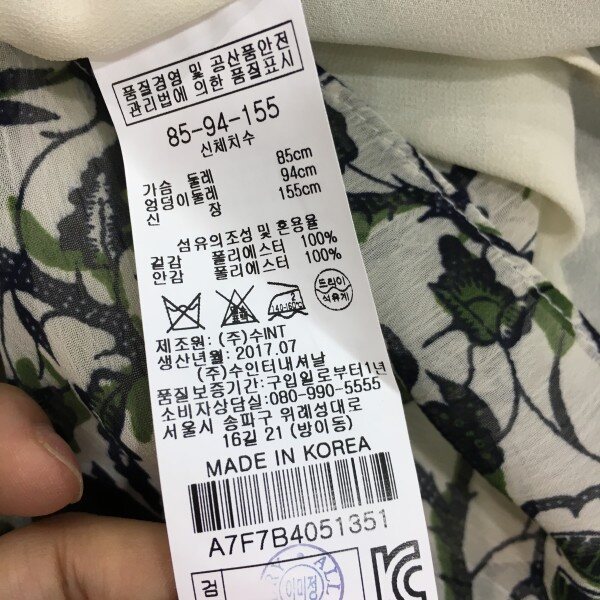 품질경영 및 공산품안전
관리법에 의한 품질표시
85-94-155
신체치수
가슴 둘레 85cm
엉덩이둘레 94cm
신 장 155cm
섬유의조성 및 혼용율
겉감 폴리에스터 100%
안감 폴리에스터 100%
140-160℃
드라이
석유계
제조원: (주)수INT
생산년월: 2017.07
(주)수인터내셔날
품질보증기간: 구입일로부터1년
소비자상담실: 080-990-5555
서울시 송파구 위례성대로
16길 21 (방이동)
MADE IN KOREA
A7F7B4051351
검
이미정